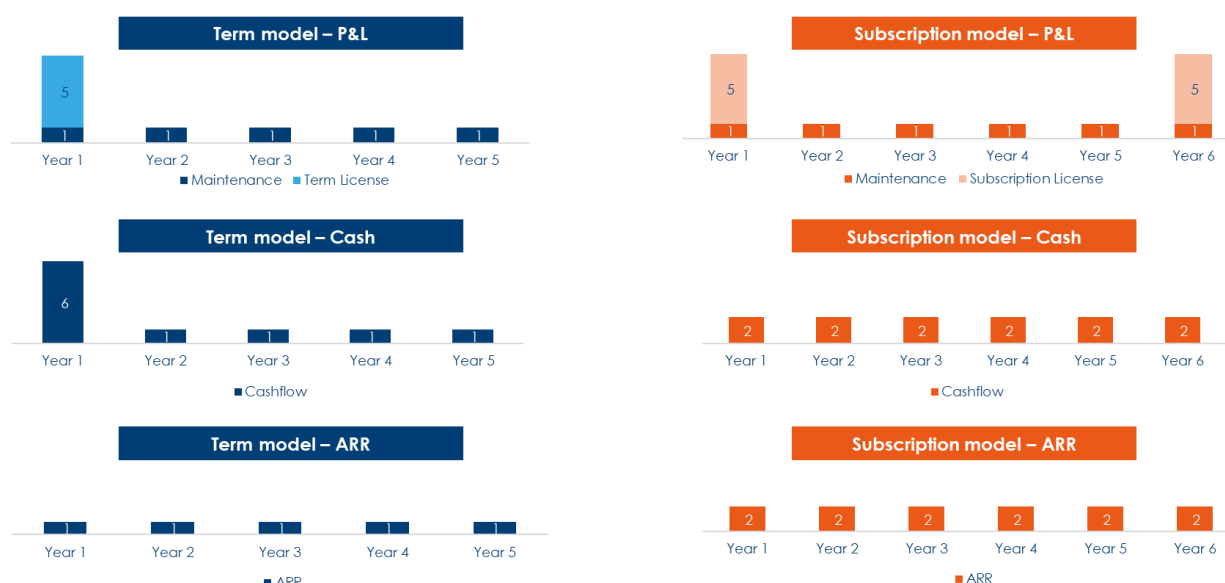 Term model – P&L
5
1 1 1 1 1
Year 1 Year 2 Year 3 Year 4 Year 5
Maintenance Term License
Subscription model – P&L
5 5
1 1 1 1 1 1
Year 1 Year 2 Year 3 Year 4 Year 5 Year 6
Maintenance Subscription License
Term model – Cash
6
1 1 1 1
Year 1 Year 2 Year 3 Year 4 Year 5
Cashflow
Subscription model – Cash
2 2 2 2 2 2
Year 1 Year 2 Year 3 Year 4 Year 5 Year 6
Cashflow
Term model – ARR
1 1 1 1 1
Year 1 Year 2 Year 3 Year 4 Year 5
Subscription model – ARR
2 2 2 2 2 2
Year 1 Year 2 Year 3 Year 4 Year 5 Year 6
ARR